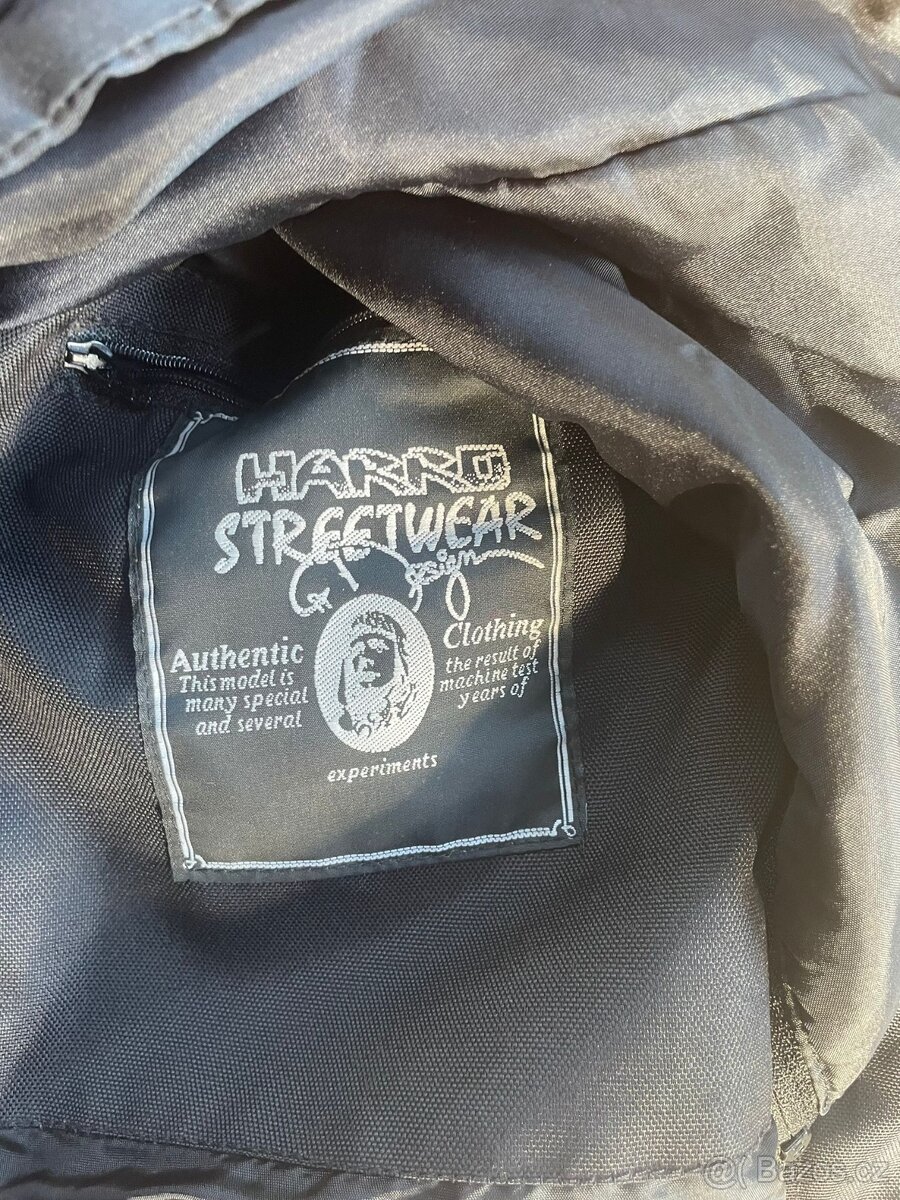 HARRO
STREETWEAR
Design
Authentic
This model is
many special
and several
Clothing
the result of
machine test
years of
experiments
Bazos.cz